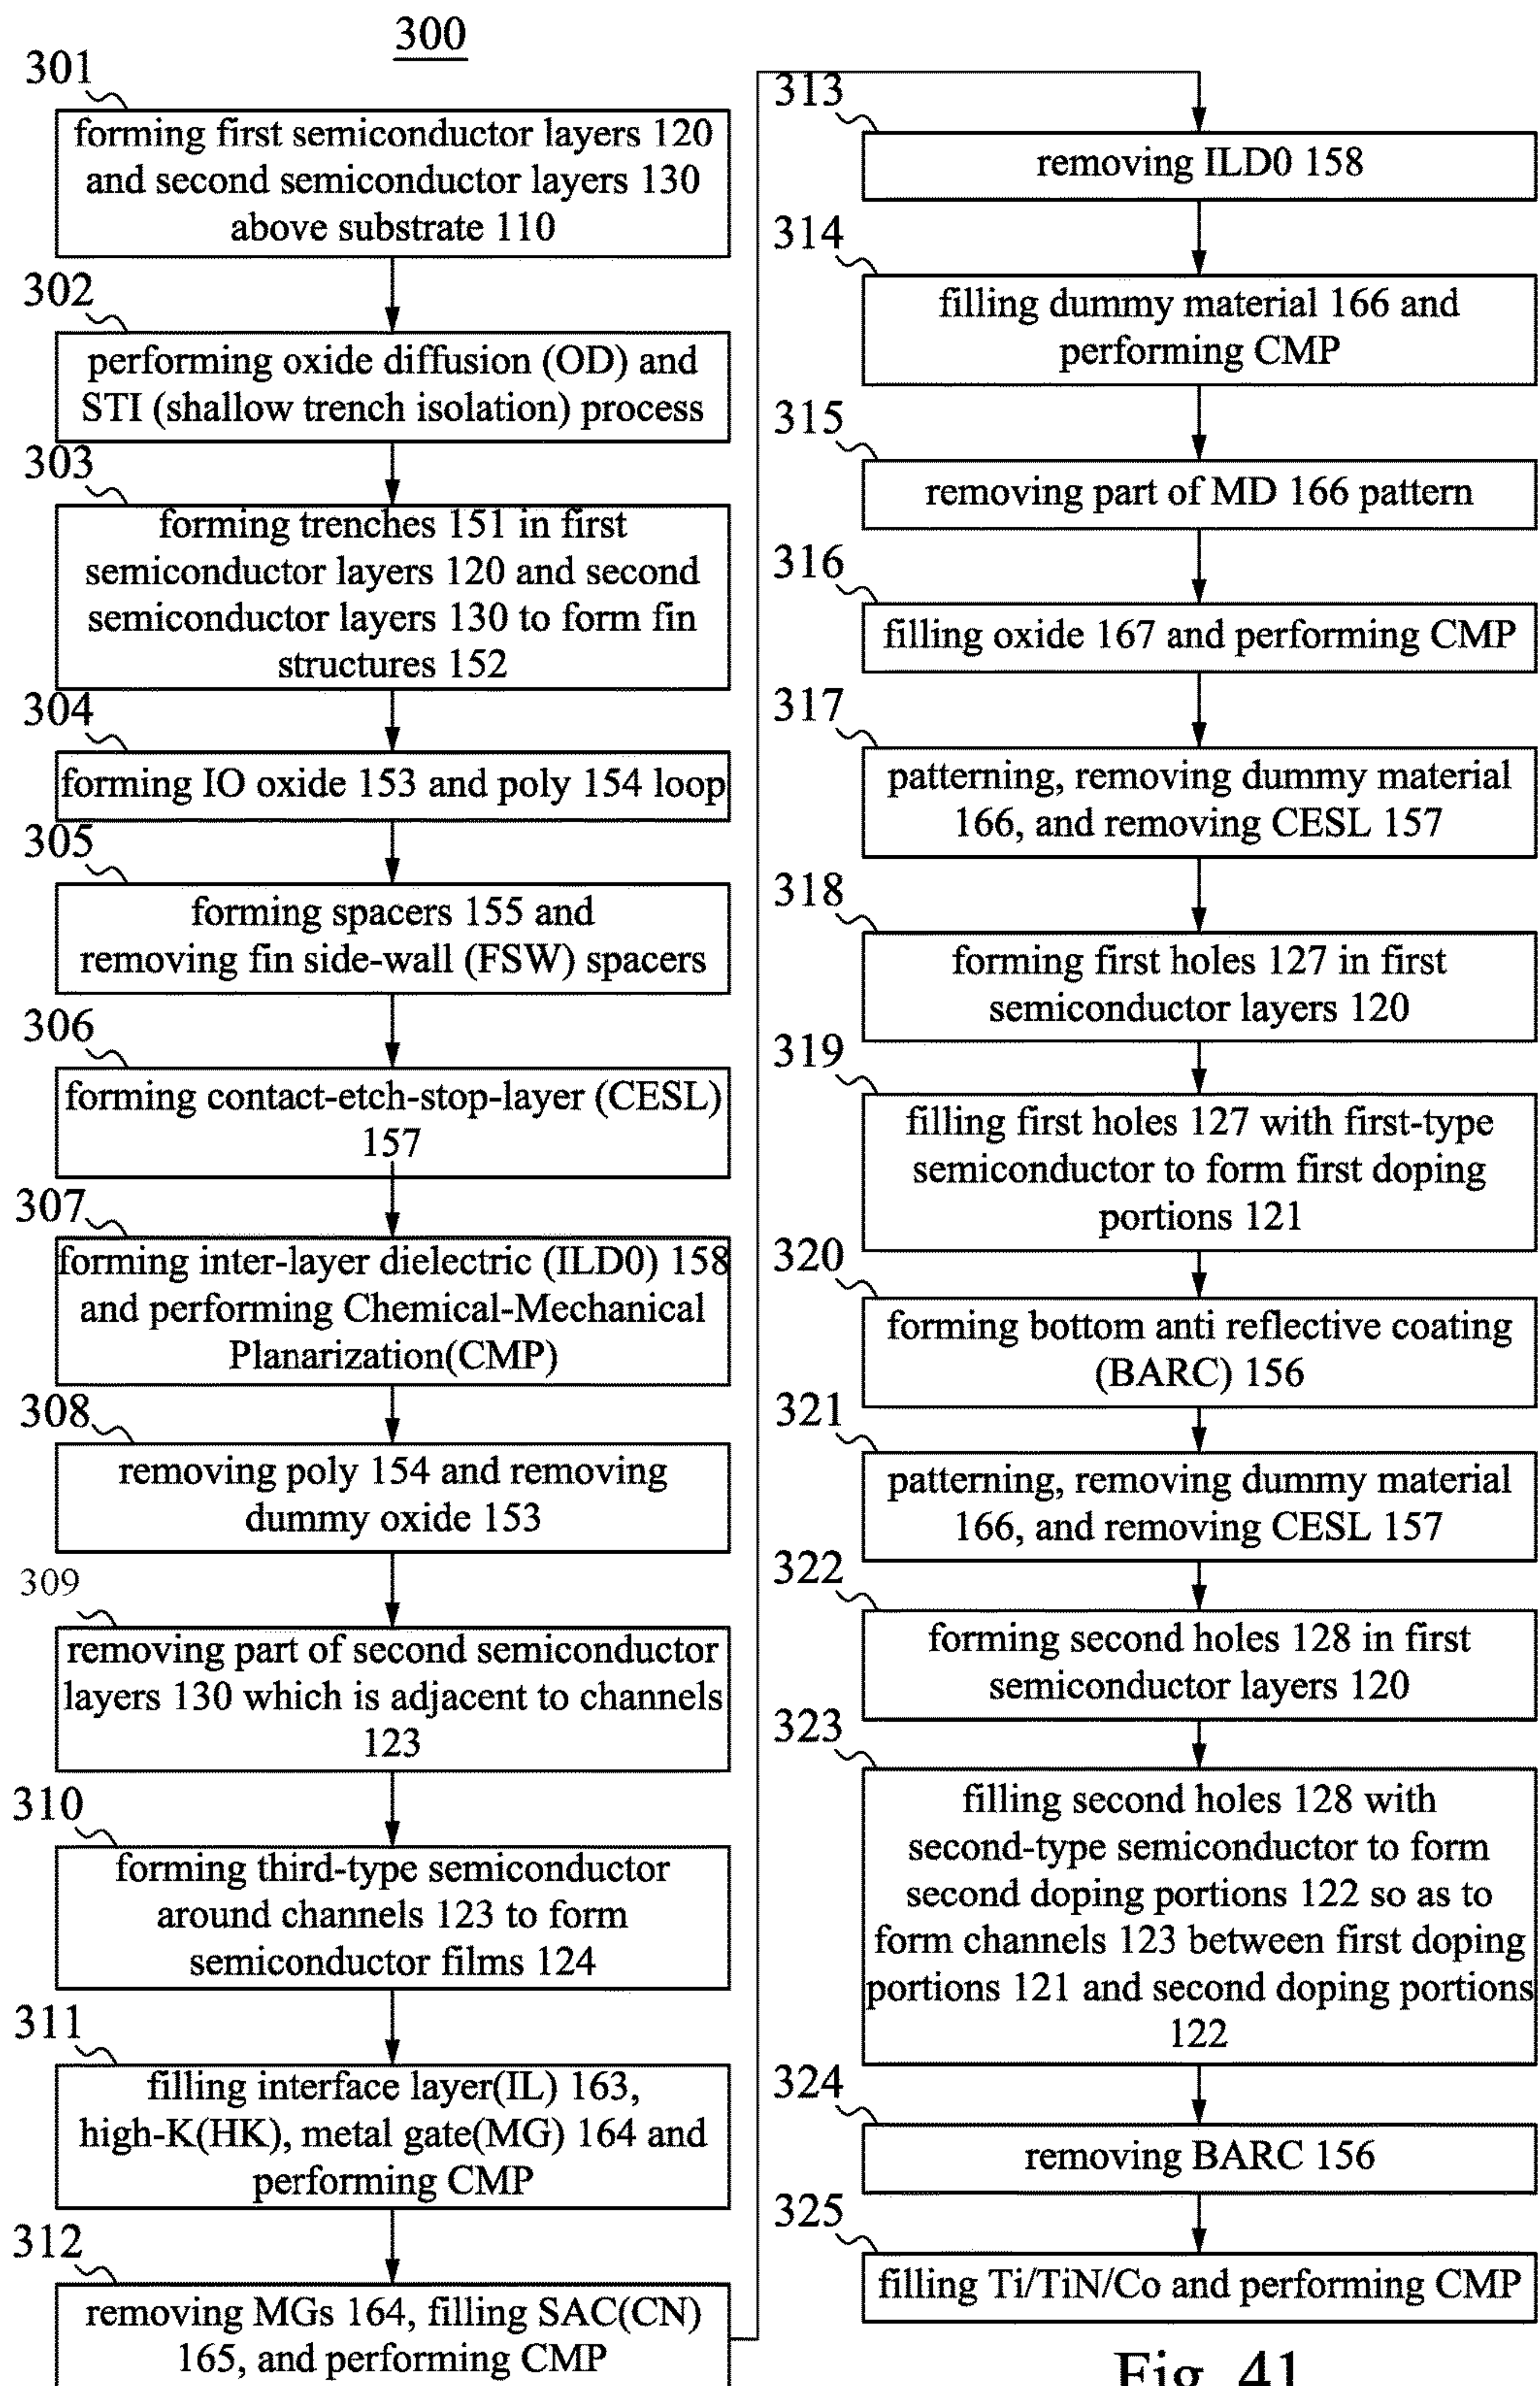 300
301
forming first semiconductor layers 120
and second semiconductor layers 130
above substrate 110
302
performing oxide diffusion (OD) and
STI (shallow trench isolation) process
303
forming trenches 151 in first
semiconductor layers 120 and second
semiconductor layers 130 to form fin
structures 152
304
forming IO oxide 153 and poly 154 loop
305
forming spacers 155 and
removing fin side-wall (FSW) spacers
306
forming contact-etch-stop-layer (CESL)
157
307
forming inter-layer dielectric (ILD0) 158
and performing Chemical-Mechanical
Planarization(CMP)
308
removing poly 154 and removing
dummy oxide 153
309
removing part of second semiconductor
layers 130 which is adjacent to channels
123
310
forming third-type semiconductor
around channels 123 to form
semiconductor films 124
311
filling interface layer(IL) 163,
high-K(HK), metal gate(MG) 164 and
performing CMP
312
removing MGs 164, filling SAC(CN)
165, and performing CMP
313
removing ILD0 158
314
filling dummy material 166 and
performing CMP
315
removing part of MD 166 pattern
316
filling oxide 167 and performing CMP
317
patterning, removing dummy material
166, and removing CESL 157
318
forming first holes 127 in first
semiconductor layers 120
319
filling first holes 127 with first-type
semiconductor to form first doping
portions 121
320
forming bottom anti reflective coating
(BARC) 156
321
patterning, removing dummy material
166, and removing CESL 157
322
forming second holes 128 in first
semiconductor layers 120
323
filling second holes 128 with
second-type semiconductor to form
second doping portions 122 so as to
form channels 123 between first doping
portions 121 and second doping portions
122
324
removing BARC 156
325
filling Ti/TiN/Co and performing CMP
Fig. 41